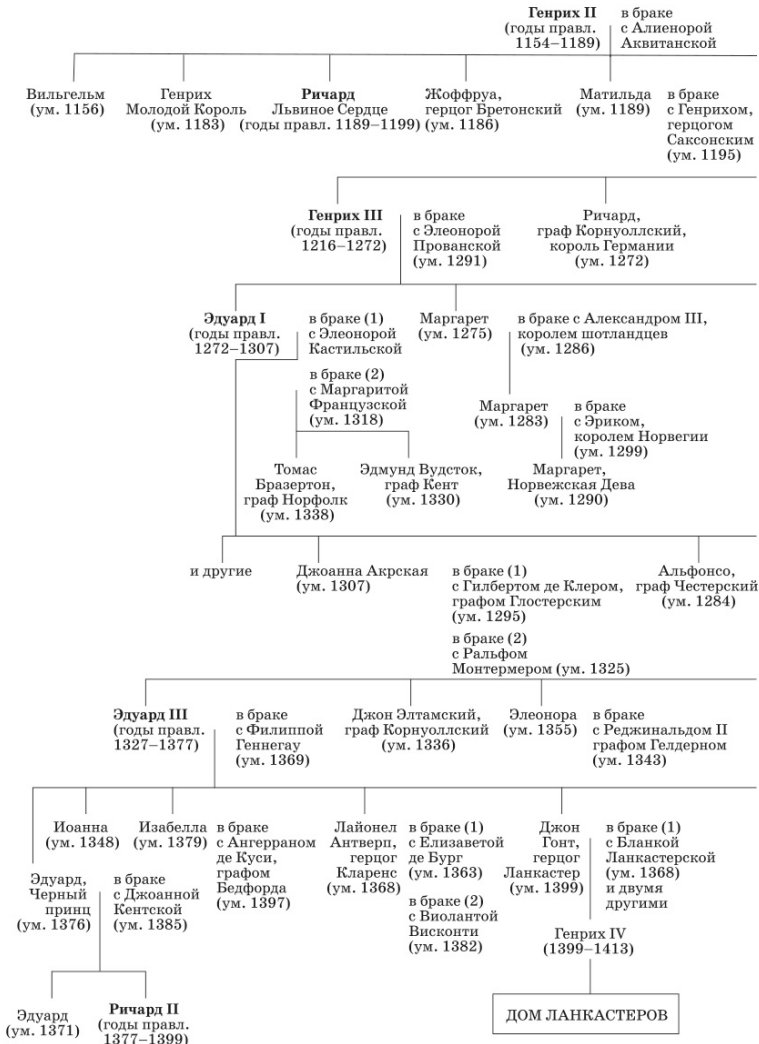 Генрих II
(годы правл.
1154–1189)
в браке
с Алиенорой
Аквитанской
Вильгельм
(ум. 1156)
Генрих
Молодой Король
(ум. 1183)
Ричард
Львиное Сердце
(годы правл. 1189–1199)
Жоффруа,
герцог Бретонский
(ум. 1186)
Матильда
(ум. 1189)
в браке
с Генрихом,
герцогом
Саксонским
(ум. 1195)
Генрих III
(годы правл.
1216–1272)
в браке
с Элеонорой
Прованской
(ум. 1291)
Ричард,
граф Корнуоллский,
король Германии
(ум. 1272)
Эдуард I
(годы правл.
1272–1307)
в браке (1)
с Элеонорой
Кастильской
в браке (2)
с Маргаритой
Французской
(ум. 1318)
Маргарет
(ум. 1275)
в браке с Александром III,
королем шотландцев
(ум. 1286)
Маргарет
(ум. 1283)
в браке
с Эриком,
королем Норвегии
(ум. 1299)
Томас
Бразертон,
граф Норфолк
(ум. 1338)
Эдмунд Вудсток,
граф Кент
(ум. 1330)
Маргарет,
Норвежская Дева
(ум. 1290)
и другие
Джоанна Акрская
(ум. 1307)
в браке (1)
с Гилбертом де Клером,
графом Глостерским
(ум. 1295)
в браке (2)
с Ральфом
Монтермером (ум. 1325)
Альфонсо,
граф Честерский
(ум. 1284)
Эдуард III
(годы правл.
1327–1377)
в браке
с Филиппой
Геннегау
(ум. 1369)
Джон Элтамский,
граф Корнуоллский
(ум. 1336)
Элеонора
(ум. 1355)
в браке
с Реджинальдом II
графом Гелдерном
(ум. 1343)
Иоанна
(ум. 1348)
Изабелла
(ум. 1379)
в браке
с Ангерраном
де Куси,
графом
Бедфорда
(ум. 1397)
Лайонел
Антверп,
герцог
Кларенс
(ум. 1368)
в браке (1)
с Елизаветой
де Бург
(ум. 1363)
в браке (2)
с Виолантой
Висконти
(ум. 1382)
Джон
Гонт,
герцог
Ланкастер
(ум. 1399)
в браке (1)
с Бланкой
Ланкастерской
(ум. 1368)
и двумя
другими
Эдуард,
Черный
принц
(ум. 1376)
в браке
с Джоанной
Кентской
(ум. 1385)
Генрих IV
(1399–1413)
Эдуард
(ум. 1371)
Ричард II
(годы правл.
1377–1399)
ДОМ ЛАНКАСТЕРОВ